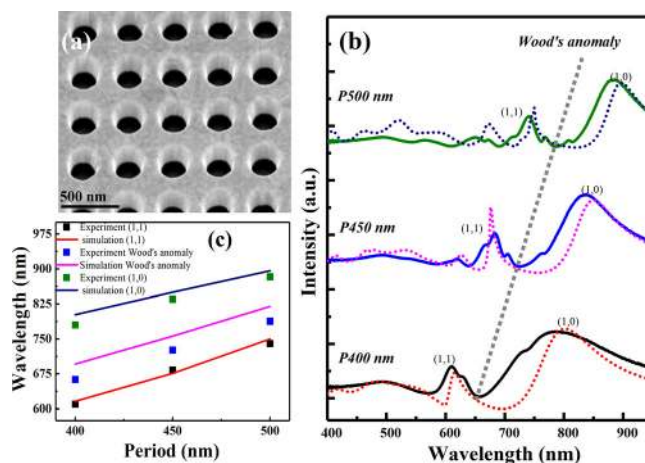 (a)
500 nm
(b)
Wood's anomaly
P500 nm
(1,1)
(1,0)
P450 nm
(1,1)
(1,0)
P400 nm
(1,1)
(1,0)
Intensity (a.u.)
400 500 600 700 800 900
Wavelength (nm)
(c)
Experiment (1,1)
simulation (1,1)
Experiment Wood's anomaly
Simulation Wood's anomaly
Experiment (1,0)
simulation (1,0)
Wavelength (nm)
975
900
825
750
675
600
400 450 500
Period (nm)